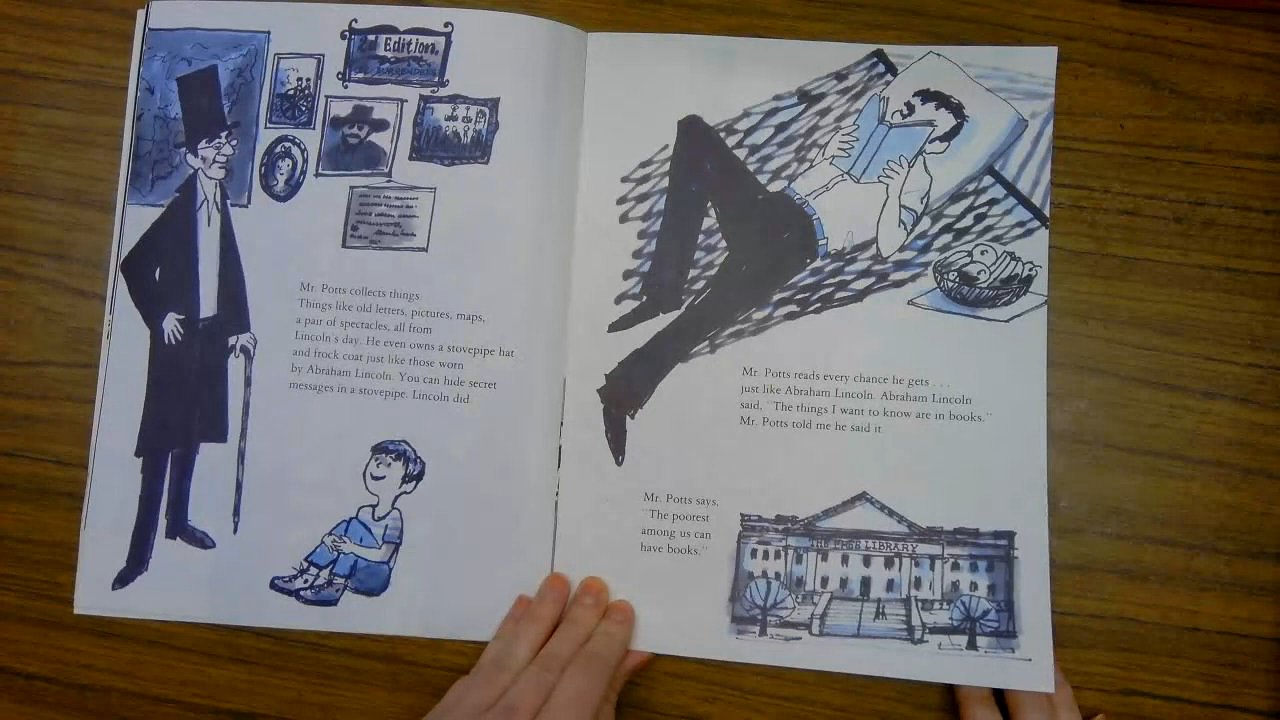 2d Edition.
Mr. Potts collects things.
Things like old letters, pictures, maps,
a pair of spectacles, all from
Lincoln's day. He even owns a stovepipe hat
and frock coat just like those worn
by Abraham Lincoln. You can hide secret
messages in a stovepipe. Lincoln did.
Mr. Potts reads every chance he gets . . .
just like Abraham Lincoln. Abraham Lincoln
said, "The things I want to know are in books."
Mr. Potts told me he said it.
Mr. Potts says,
"The poorest
among us can
have books."
THE FREE LIBRARY